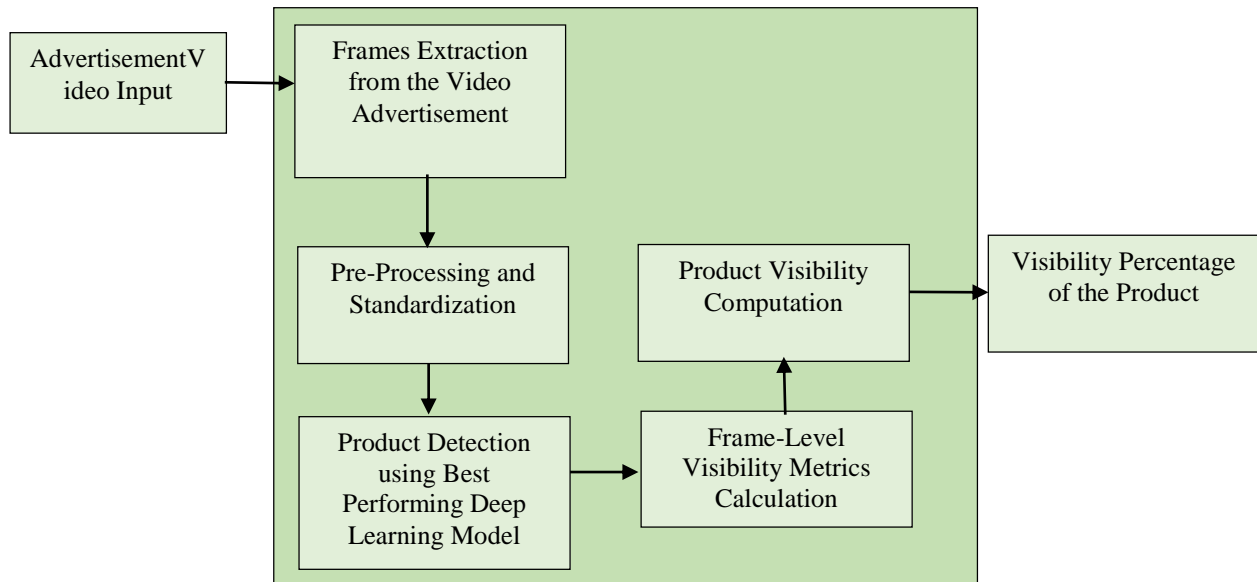 AdvertisementV
ideo Input
Frames Extraction
from the Video
Advertisement
Pre-Processing and
Standardization
Product Detection
using Best
Performing Deep
Learning Model
Frame-Level
Visibility Metrics
Calculation
Product Visibility
Computation
Visibility Percentage
of the Product